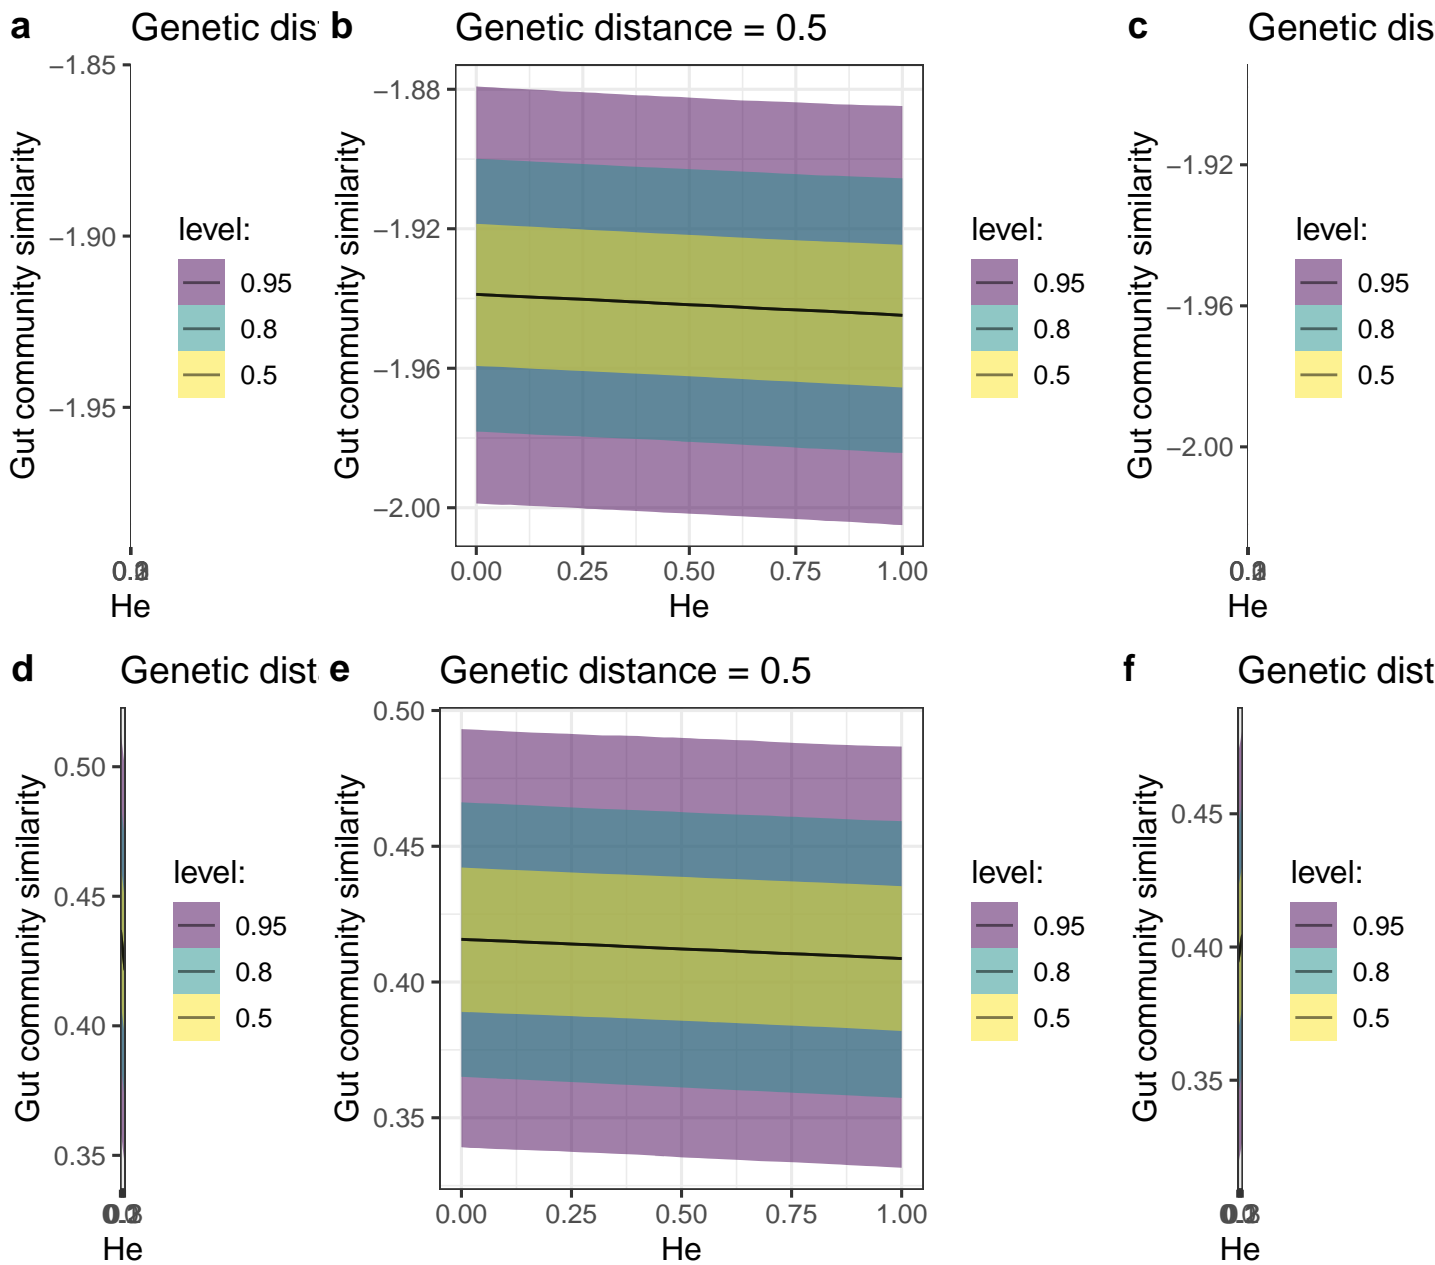 a
Genetic dis
−1.85
−1.90
−1.95
Gut community similarity
He
level:
0.95
0.8
0.5
b
Genetic distance = 0.5
−1.88
−1.92
−1.96
−2.00
Gut community similarity
0.00 0.25 0.50 0.75 1.00
He
level:
0.95
0.8
0.5
c
Genetic dis
−1.92
−1.96
−2.00
Gut community similarity
He
level:
0.95
0.8
0.5
d
Genetic dist
0.50
0.45
0.40
0.35
Gut community similarity
He
level:
0.95
0.8
0.5
e
Genetic distance = 0.5
0.50
0.45
0.40
0.35
Gut community similarity
0.00 0.25 0.50 0.75 1.00
He
level:
0.95
0.8
0.5
f
Genetic dist
0.45
0.40
0.35
Gut community similarity
He
level:
0.95
0.8
0.5